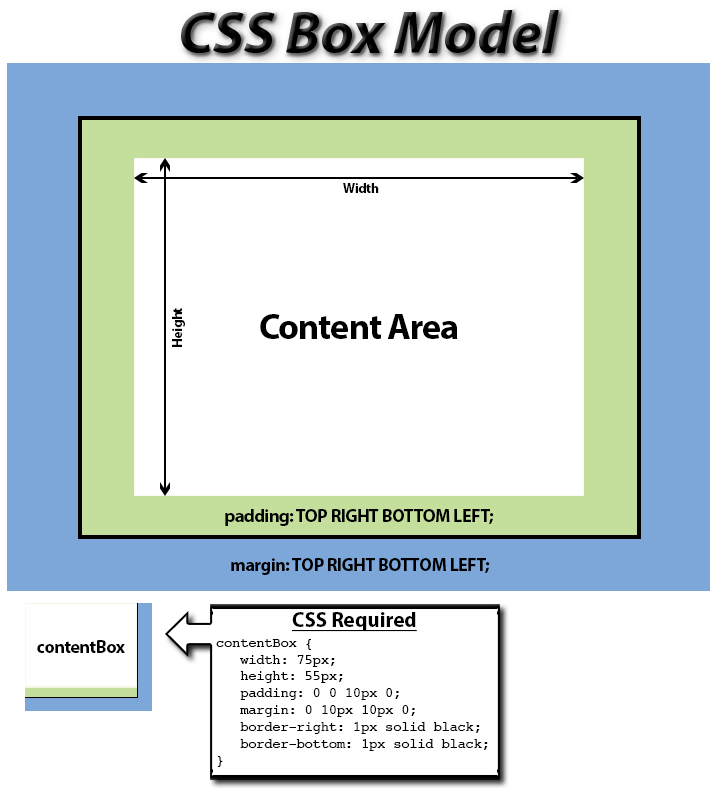 CSS Box Model
Width
Height
Content Area
padding: TOP RIGHT BOTTOM LEFT;
margin: TOP RIGHT BOTTOM LEFT;
contentBox
CSS Required
contentBox {
width: 75px;
height: 55px;
padding: 0 0 10px 0;
margin: 0 10px 10px 0;
border-right: 1px solid black;
border-bottom: 1px solid black;
}